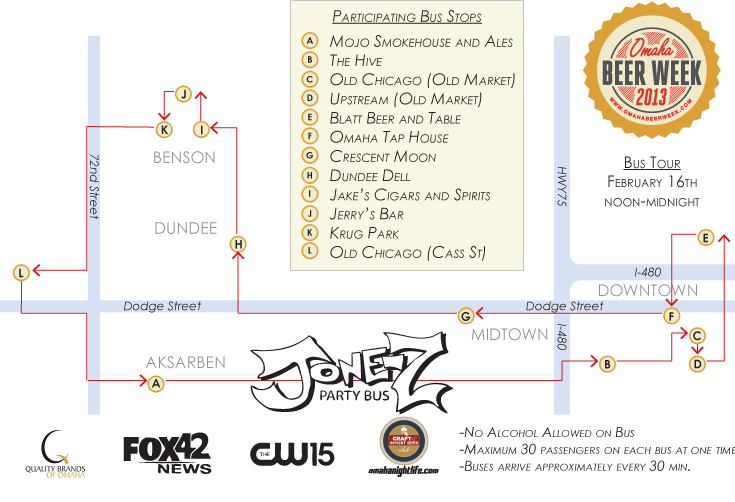 Participating Bus Stops
A Mojo Smokehouse and Ales
B The Hive
C Old Chicago (Old Market)
D Upstream (Old Market)
E Blatt Beer and Table
F Omaha Tap House
G Crescent Moon
H Dundee Dell
I Jake's Cigars and Spirits
J Jerry's Bar
K Krug Park
L Old Chicago (Cass St)
Omaha
BEER WEEK
2013
WWW.OMAHABEERWEEK.COM
Bus Tour
February 16th
noon-midnight
J
K
I
BENSON
72nd Street
HWY75
DUNDEE
H
E
L
I-480
DOWNTOWN
Dodge Street
Dodge Street
G
F
MIDTOWN
I-480
C
AKSARBEN
B
D
A
JONE-Z
PARTY BUS
QUALITY BRANDS
OF OMAHA
FOX42
NEWS
THE CW15
CRAFT
IMPORT BEER
club
omahanightlife.com
-No Alcohol Allowed on Bus
-Maximum 30 passengers on each bus at one time
-Buses arrive approximately every 30 min.